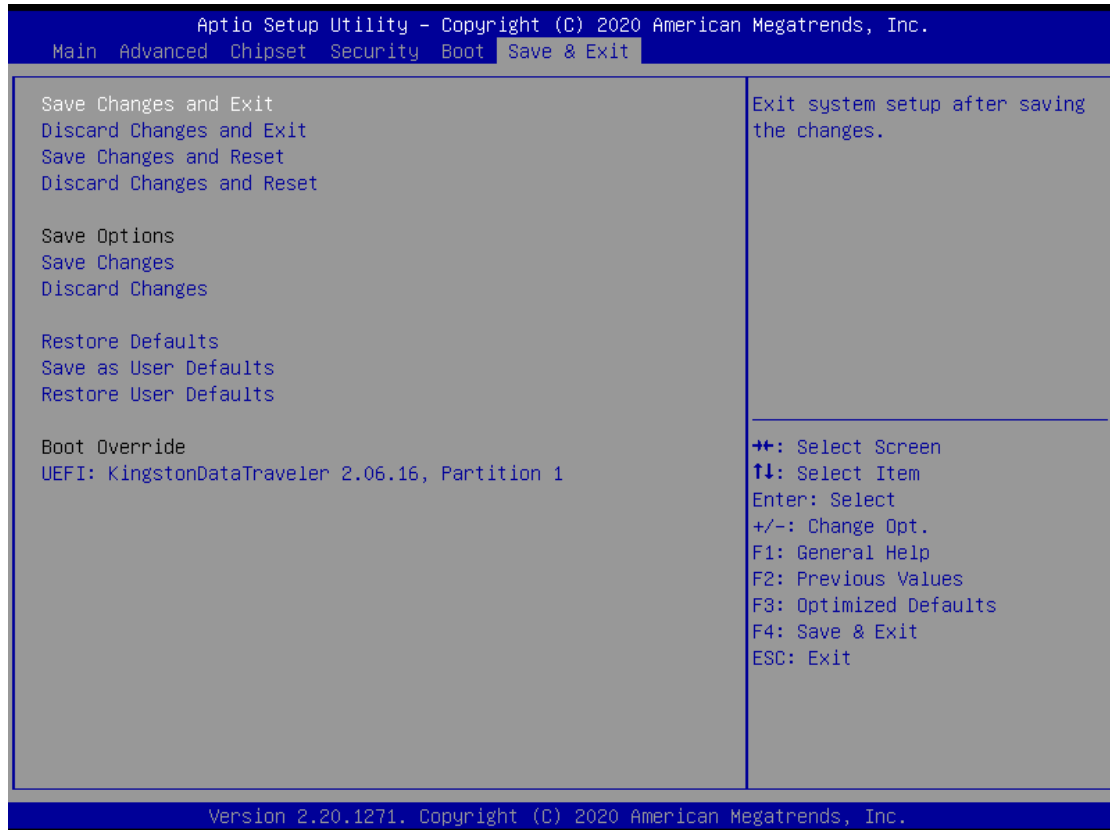 Aptio Setup Utility – Copyright (C) 2020 American Megatrends, Inc.
Main Advanced Chipset Security Boot Save & Exit
Save Changes and Exit
Discard Changes and Exit
Save Changes and Reset
Discard Changes and Reset
Save Options
Save Changes
Discard Changes
Restore Defaults
Save as User Defaults
Restore User Defaults
Boot Override
UEFI: KingstonDataTraveler 2.06.16, Partition 1
Exit system setup after saving
the changes.
→←: Select Screen
↑↓: Select Item
Enter: Select
+/-: Change Opt.
F1: General Help
F2: Previous Values
F3: Optimized Defaults
F4: Save & Exit
ESC: Exit
Version 2.20.1271. Copyright (C) 2020 American Megatrends, Inc.